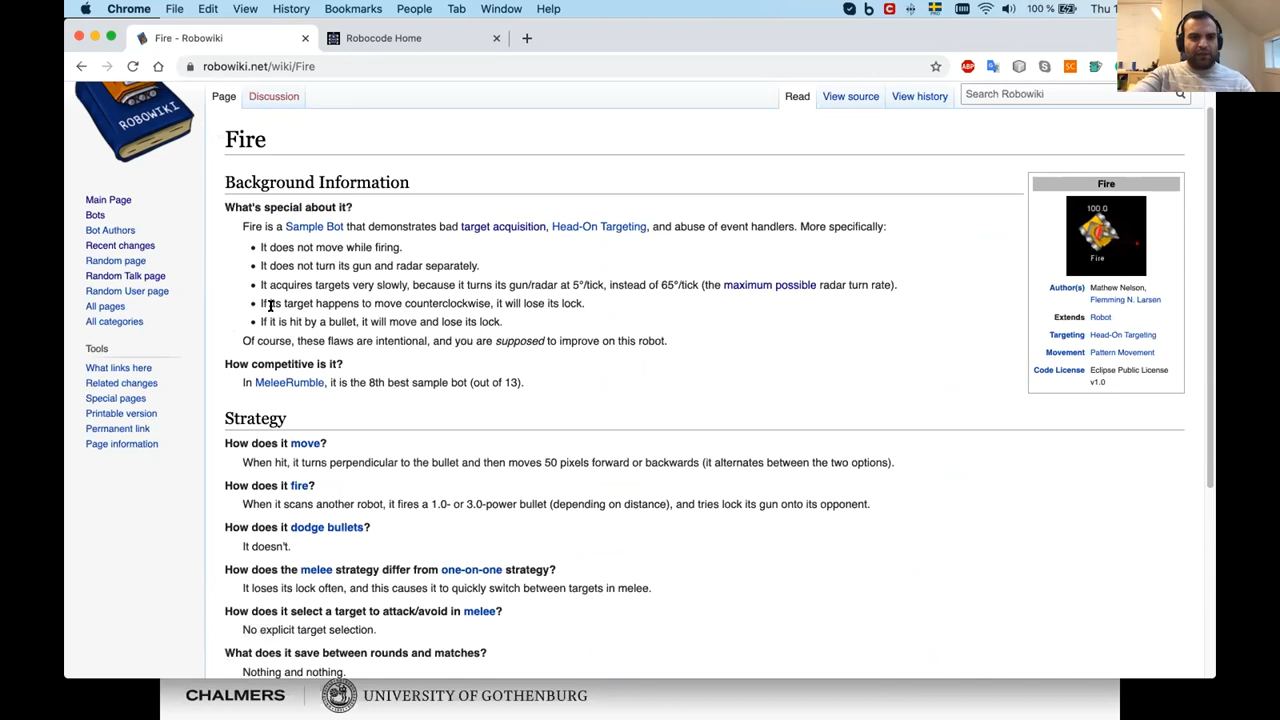 Chrome File Edit View History Bookmarks People Tab Window Help 100 % Thu 1
Fire - Robowiki Robocode Home
robowiki.net/wiki/Fire ABP SC
ROBOWIKI
Page Discussion Read View source View history Search Robowiki
Fire
Background Information
What's special about it?
Fire is a Sample Bot that demonstrates bad target acquisition, Head-On Targeting, and abuse of event handlers. More specifically:
It does not move while firing.
It does not turn its gun and radar separately.
It acquires targets very slowly, because it turns its gun/radar at 5°/tick, instead of 65°/tick (the maximum possible radar turn rate).
If its target happens to move counterclockwise, it will lose its lock.
If it is hit by a bullet, it will move and lose its lock.
Of course, these flaws are intentional, and you are supposed to improve on this robot.
How competitive is it?
In MeleeRumble, it is the 8th best sample bot (out of 13).
Strategy
How does it move?
When hit, it turns perpendicular to the bullet and then moves 50 pixels forward or backwards (it alternates between the two options).
How does it fire?
When it scans another robot, it fires a 1.0- or 3.0-power bullet (depending on distance), and tries lock its gun onto its opponent.
How does it dodge bullets?
It doesn't.
How does the melee strategy differ from one-on-one strategy?
It loses its lock often, and this causes it to quickly switch between targets in melee.
How does it select a target to attack/avoid in melee?
No explicit target selection.
What does it save between rounds and matches?
Nothing and nothing.
Main Page
Bots
Bot Authors
Recent changes
Random page
Random Talk page
Random User page
All pages
All categories
Tools
What links here
Related changes
Special pages
Printable version
Permanent link
Page information
Fire
100.0
Fire
Author(s) Mathew Nelson,
Flemming N. Larsen
Extends Robot
Targeting Head-On Targeting
Movement Pattern Movement
Code License Eclipse Public License
v1.0
CHALMERS UNIVERSITY OF GOTHENBURG